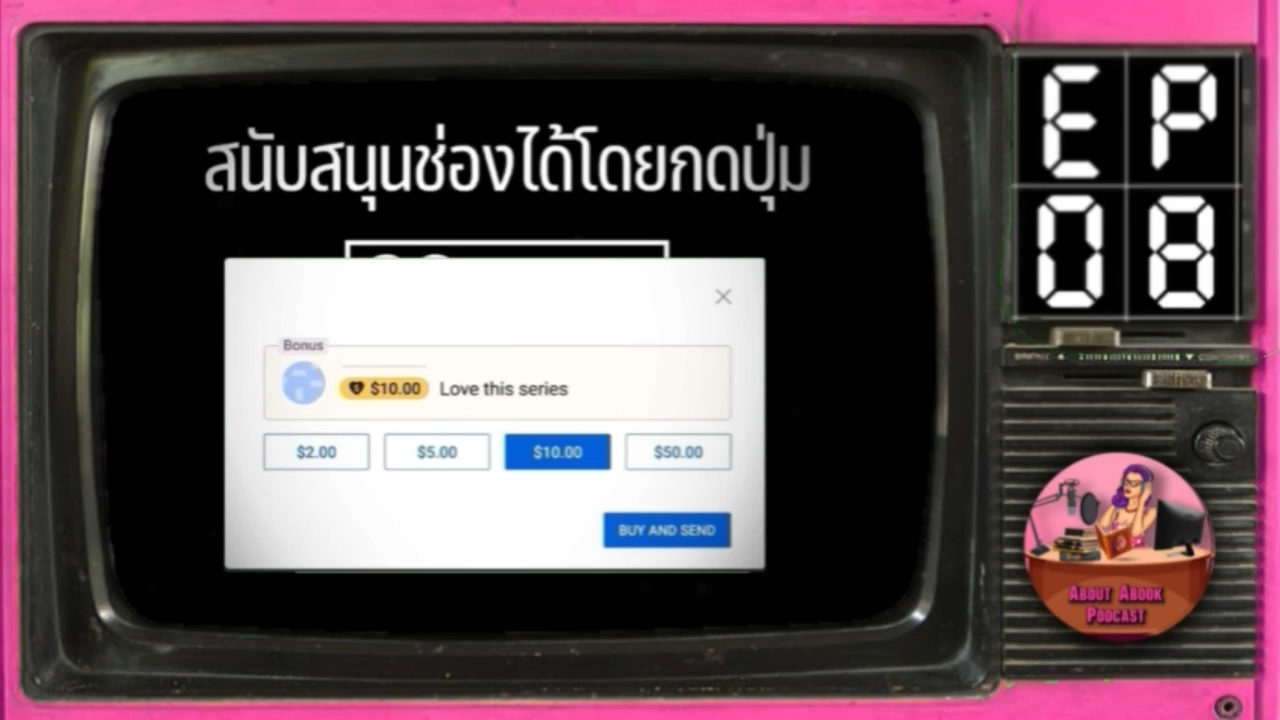 สนับสนุนช่องได้โดยกดปุ่ม
EP
08
Bonus
$10.00 Love this series
$2.00 $5.00 $10.00 $50.00
BUY AND SEND
ABOUT ABOOK
PODCAST